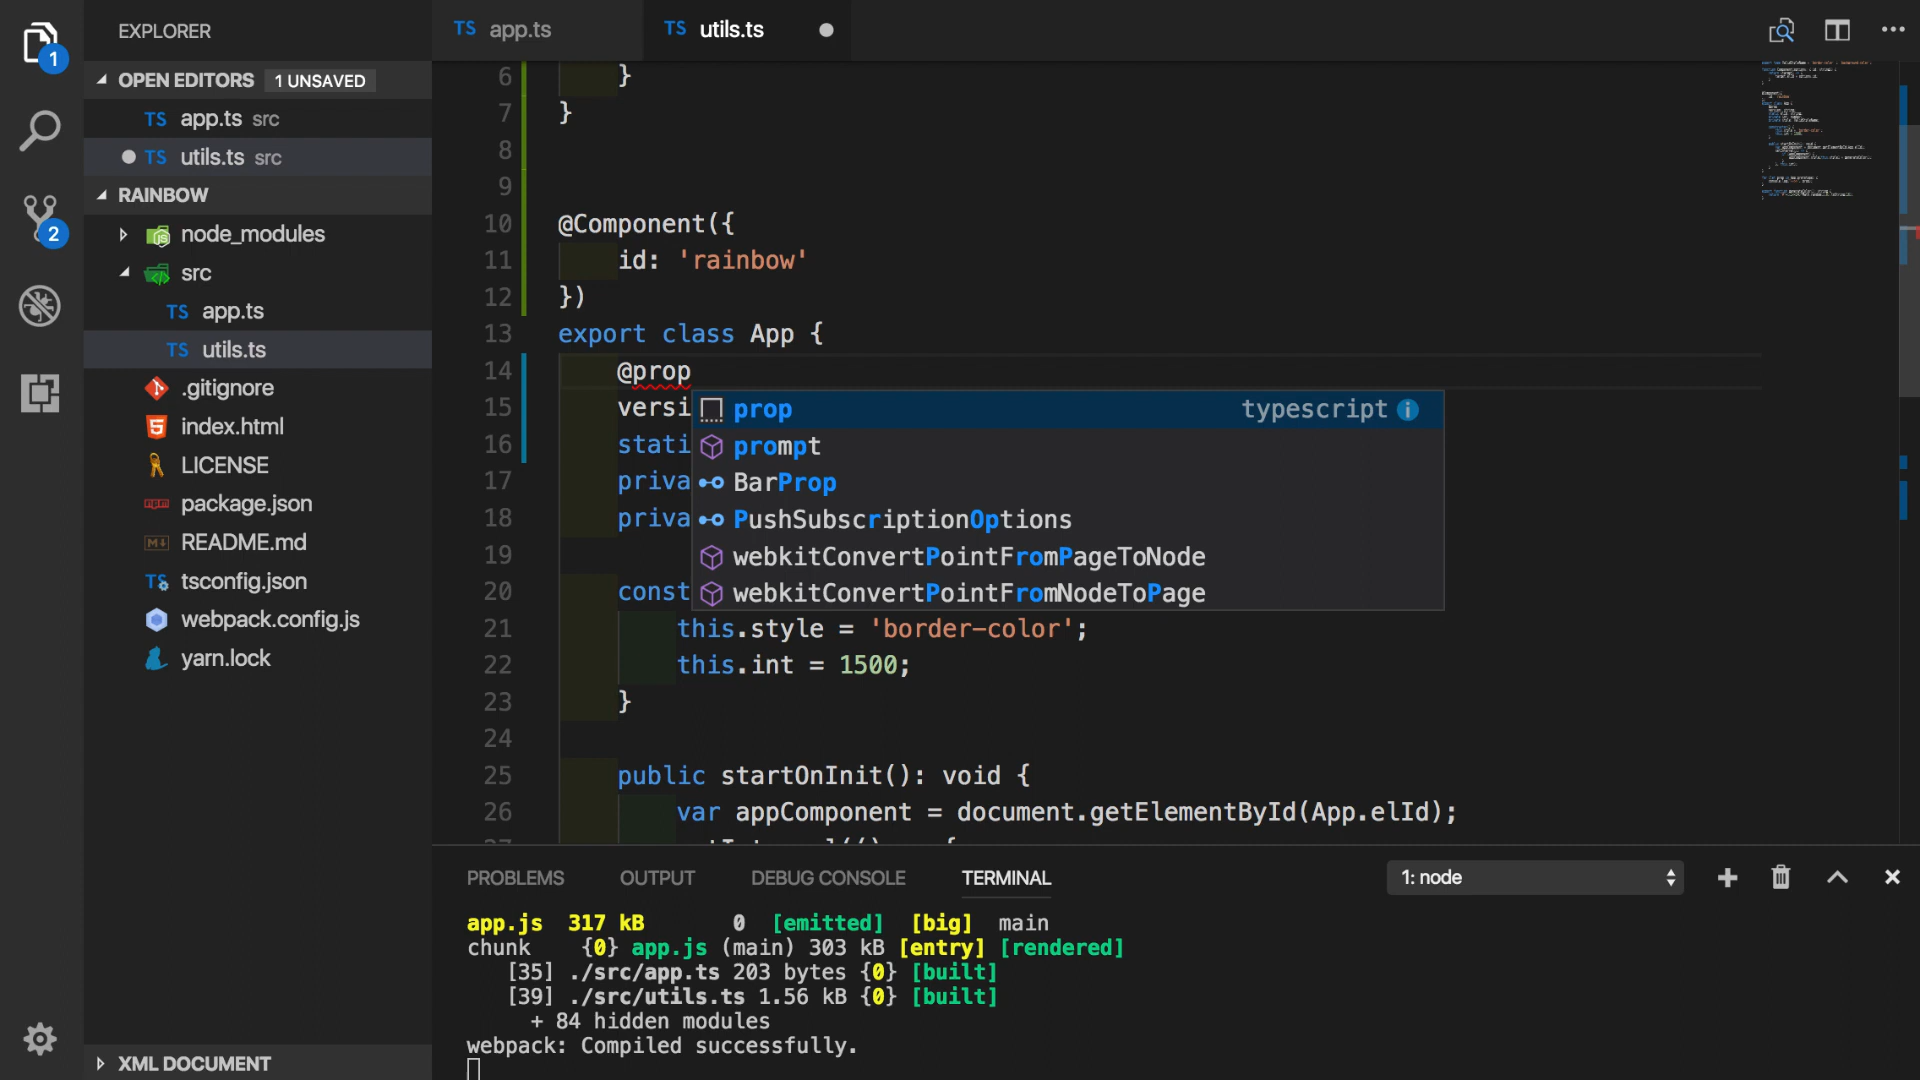 EXPLORER
OPEN EDITORS 1 UNSAVED
TS app.ts src
TS utils.ts src
RAINBOW
node_modules
src
TS app.ts
TS utils.ts
.gitignore
index.html
LICENSE
package.json
README.md
tsconfig.json
webpack.config.js
yarn.lock
XML DOCUMENT
1
2
TS app.ts
TS utils.ts
6 }
7 }
8
9
10 @Component({
11 id: 'rainbow'
12 })
13 export class App {
14 @prop
15 versi
16 stati
17 priva
18 priva
19
20 const
21 this.style = 'border-color';
22 this.int = 1500;
23 }
24
25 public startOnInit(): void {
26 var appComponent = document.getElementById(App.elId);
prop typescript
prompt
BarProp
PushSubscriptionOptions
webkitConvertPointFromPageToNode
webkitConvertPointFromNodeToPage
PROBLEMS OUTPUT DEBUG CONSOLE TERMINAL 1: node
app.js 317 kB 0 [emitted] [big] main
chunk {0} app.js (main) 303 kB [entry] [rendered]
[35] ./src/app.ts 203 bytes {0} [built]
[39] ./src/utils.ts 1.56 kB {0} [built]
+ 84 hidden modules
webpack: Compiled successfully.